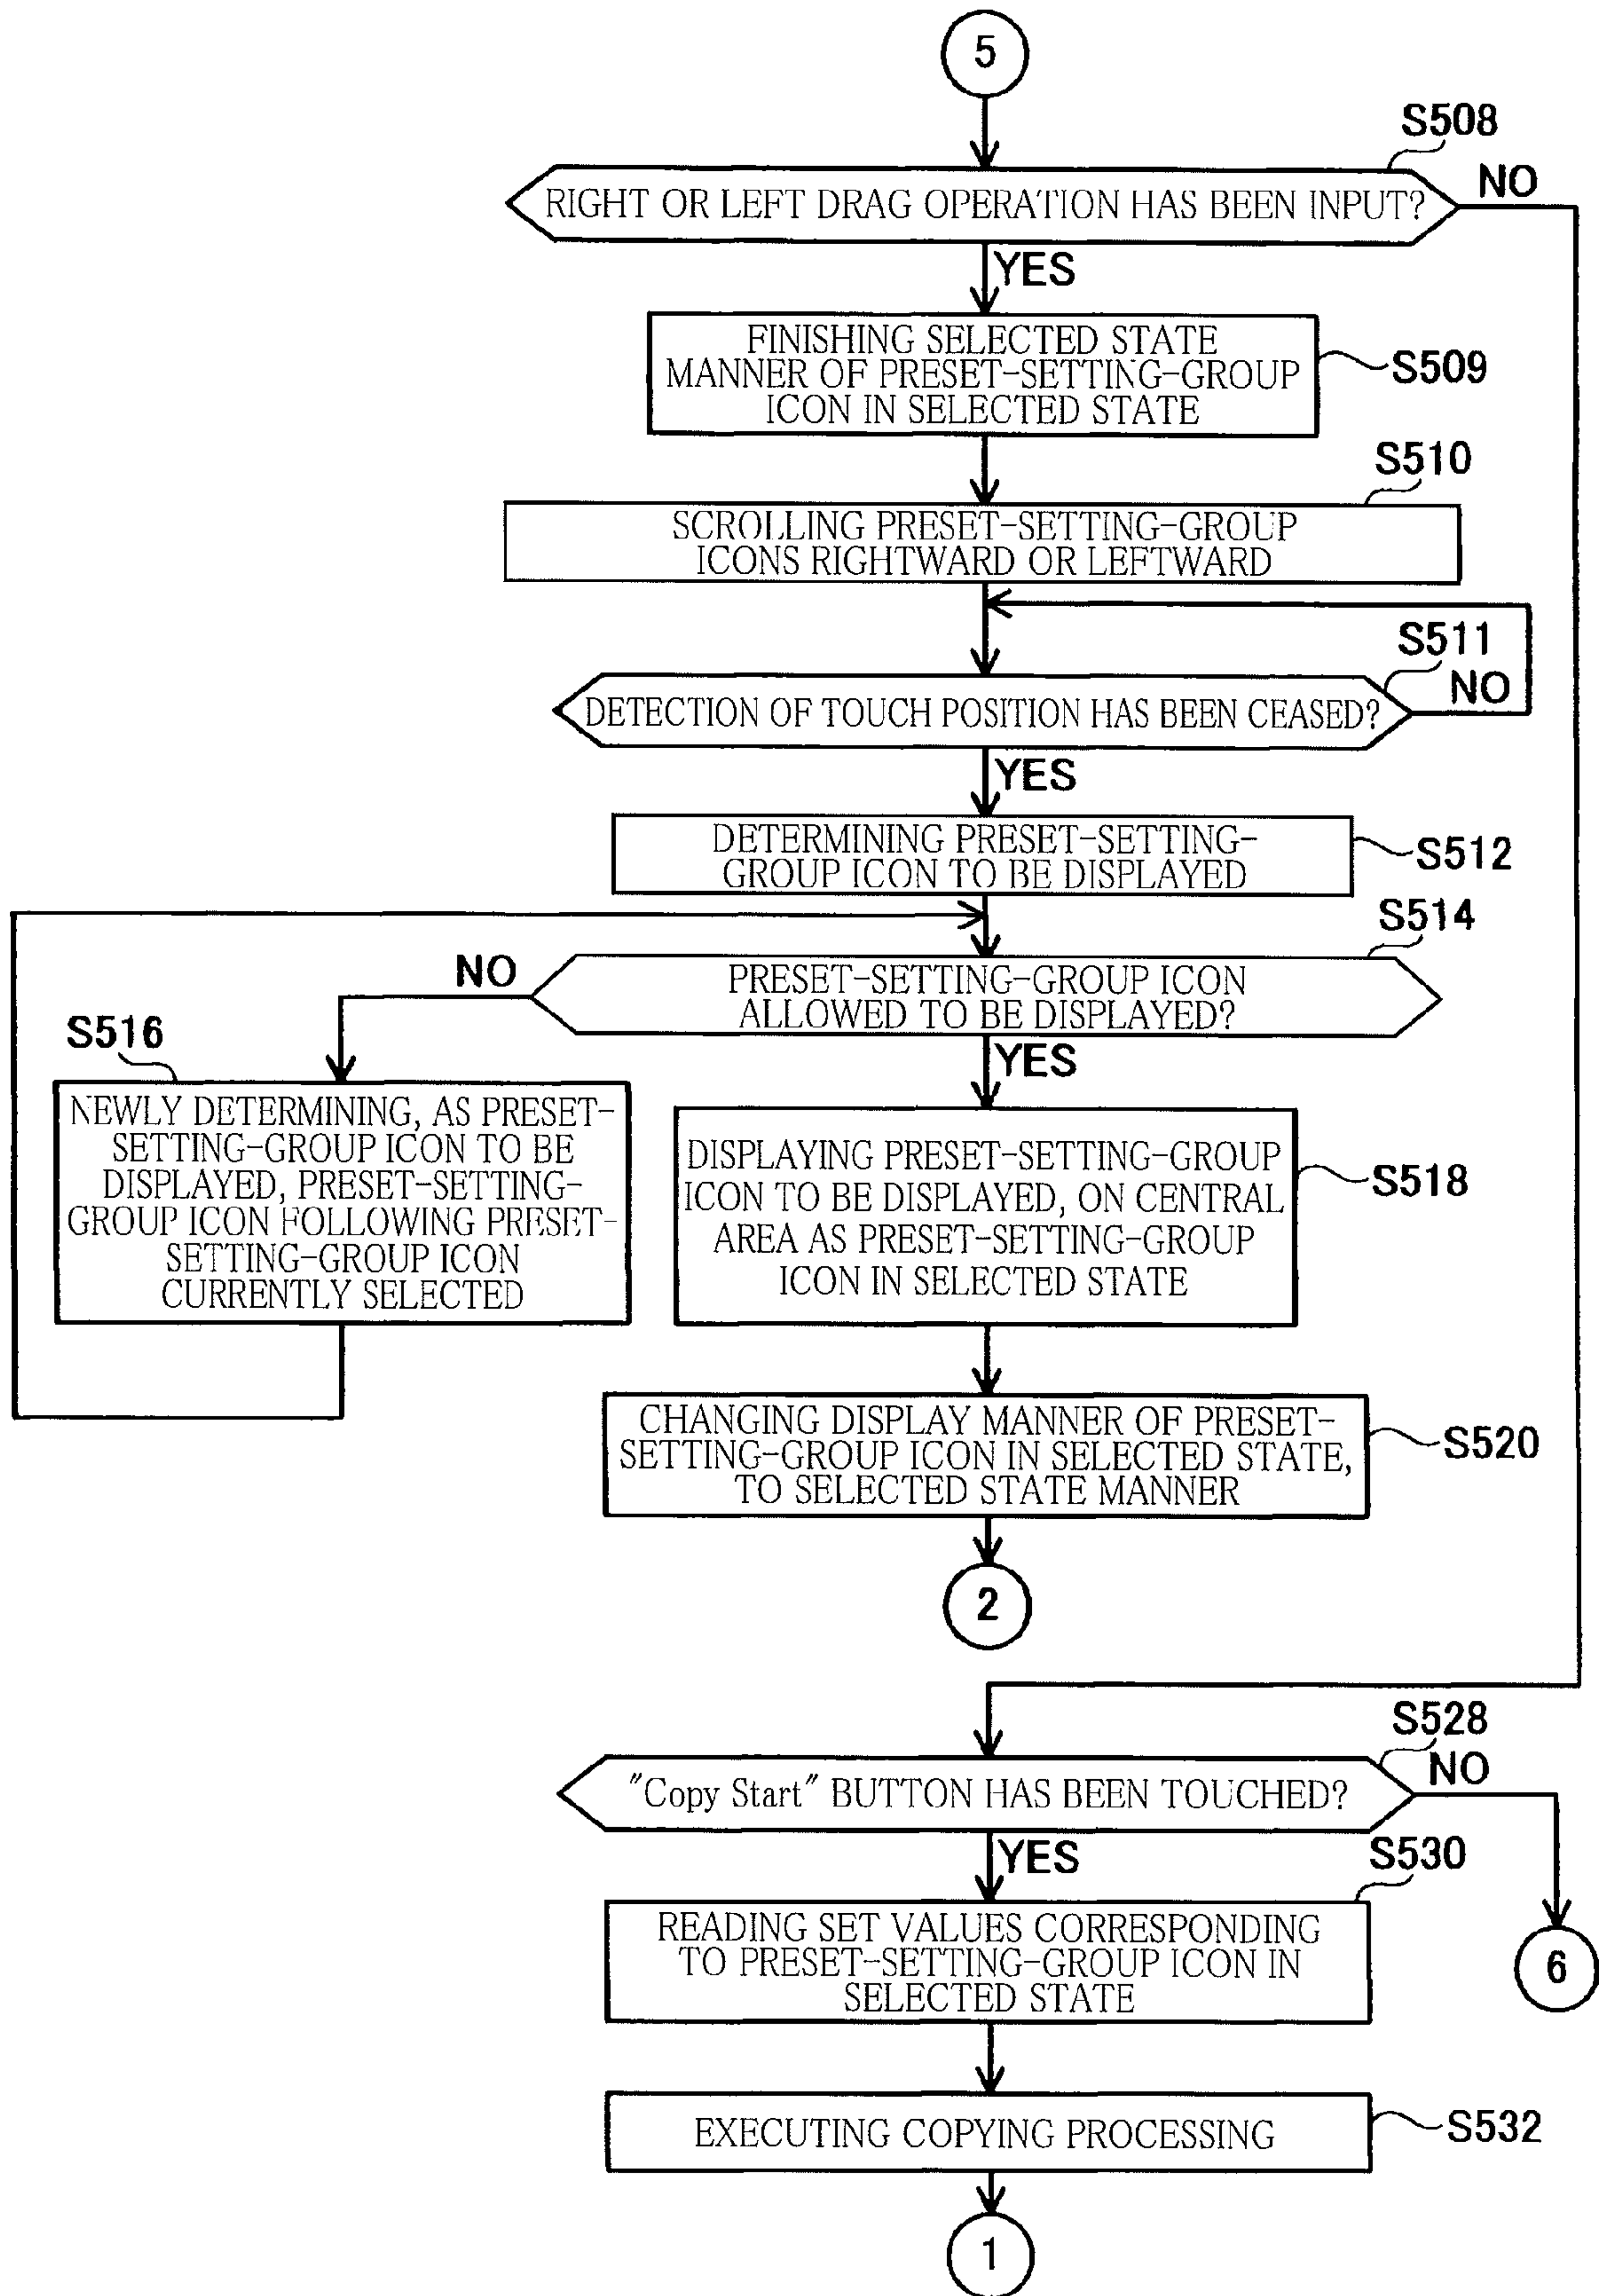 5
S508
RIGHT OR LEFT DRAG OPERATION HAS BEEN INPUT?
NO
YES
FINISHING SELECTED STATE
MANNER OF PRESET-SETTING-GROUP
ICON IN SELECTED STATE
S509
S510
SCROLLING PRESET-SETTING-GROUP
ICONS RIGHTWARD OR LEFTWARD
S511
DETECTION OF TOUCH POSITION HAS BEEN CEASED?
NO
YES
DETERMINING PRESET-SETTING-
GROUP ICON TO BE DISPLAYED
S512
S514
PRESET-SETTING-GROUP ICON
ALLOWED TO BE DISPLAYED?
NO
YES
S516
NEWLY DETERMINING, AS PRESET-
SETTING-GROUP ICON TO BE
DISPLAYED, PRESET-SETTING-
GROUP ICON FOLLOWING PRESET-
SETTING-GROUP ICON
CURRENTLY SELECTED
DISPLAYING PRESET-SETTING-GROUP
ICON TO BE DISPLAYED, ON CENTRAL
AREA AS PRESET-SETTING-GROUP
ICON IN SELECTED STATE
S518
CHANGING DISPLAY MANNER OF PRESET-
SETTING-GROUP ICON IN SELECTED STATE,
TO SELECTED STATE MANNER
S520
2
S528
"Copy Start" BUTTON HAS BEEN TOUCHED?
NO
YES
S530
READING SET VALUES CORRESPONDING
TO PRESET-SETTING-GROUP ICON IN
SELECTED STATE
6
EXECUTING COPYING PROCESSING
S532
1